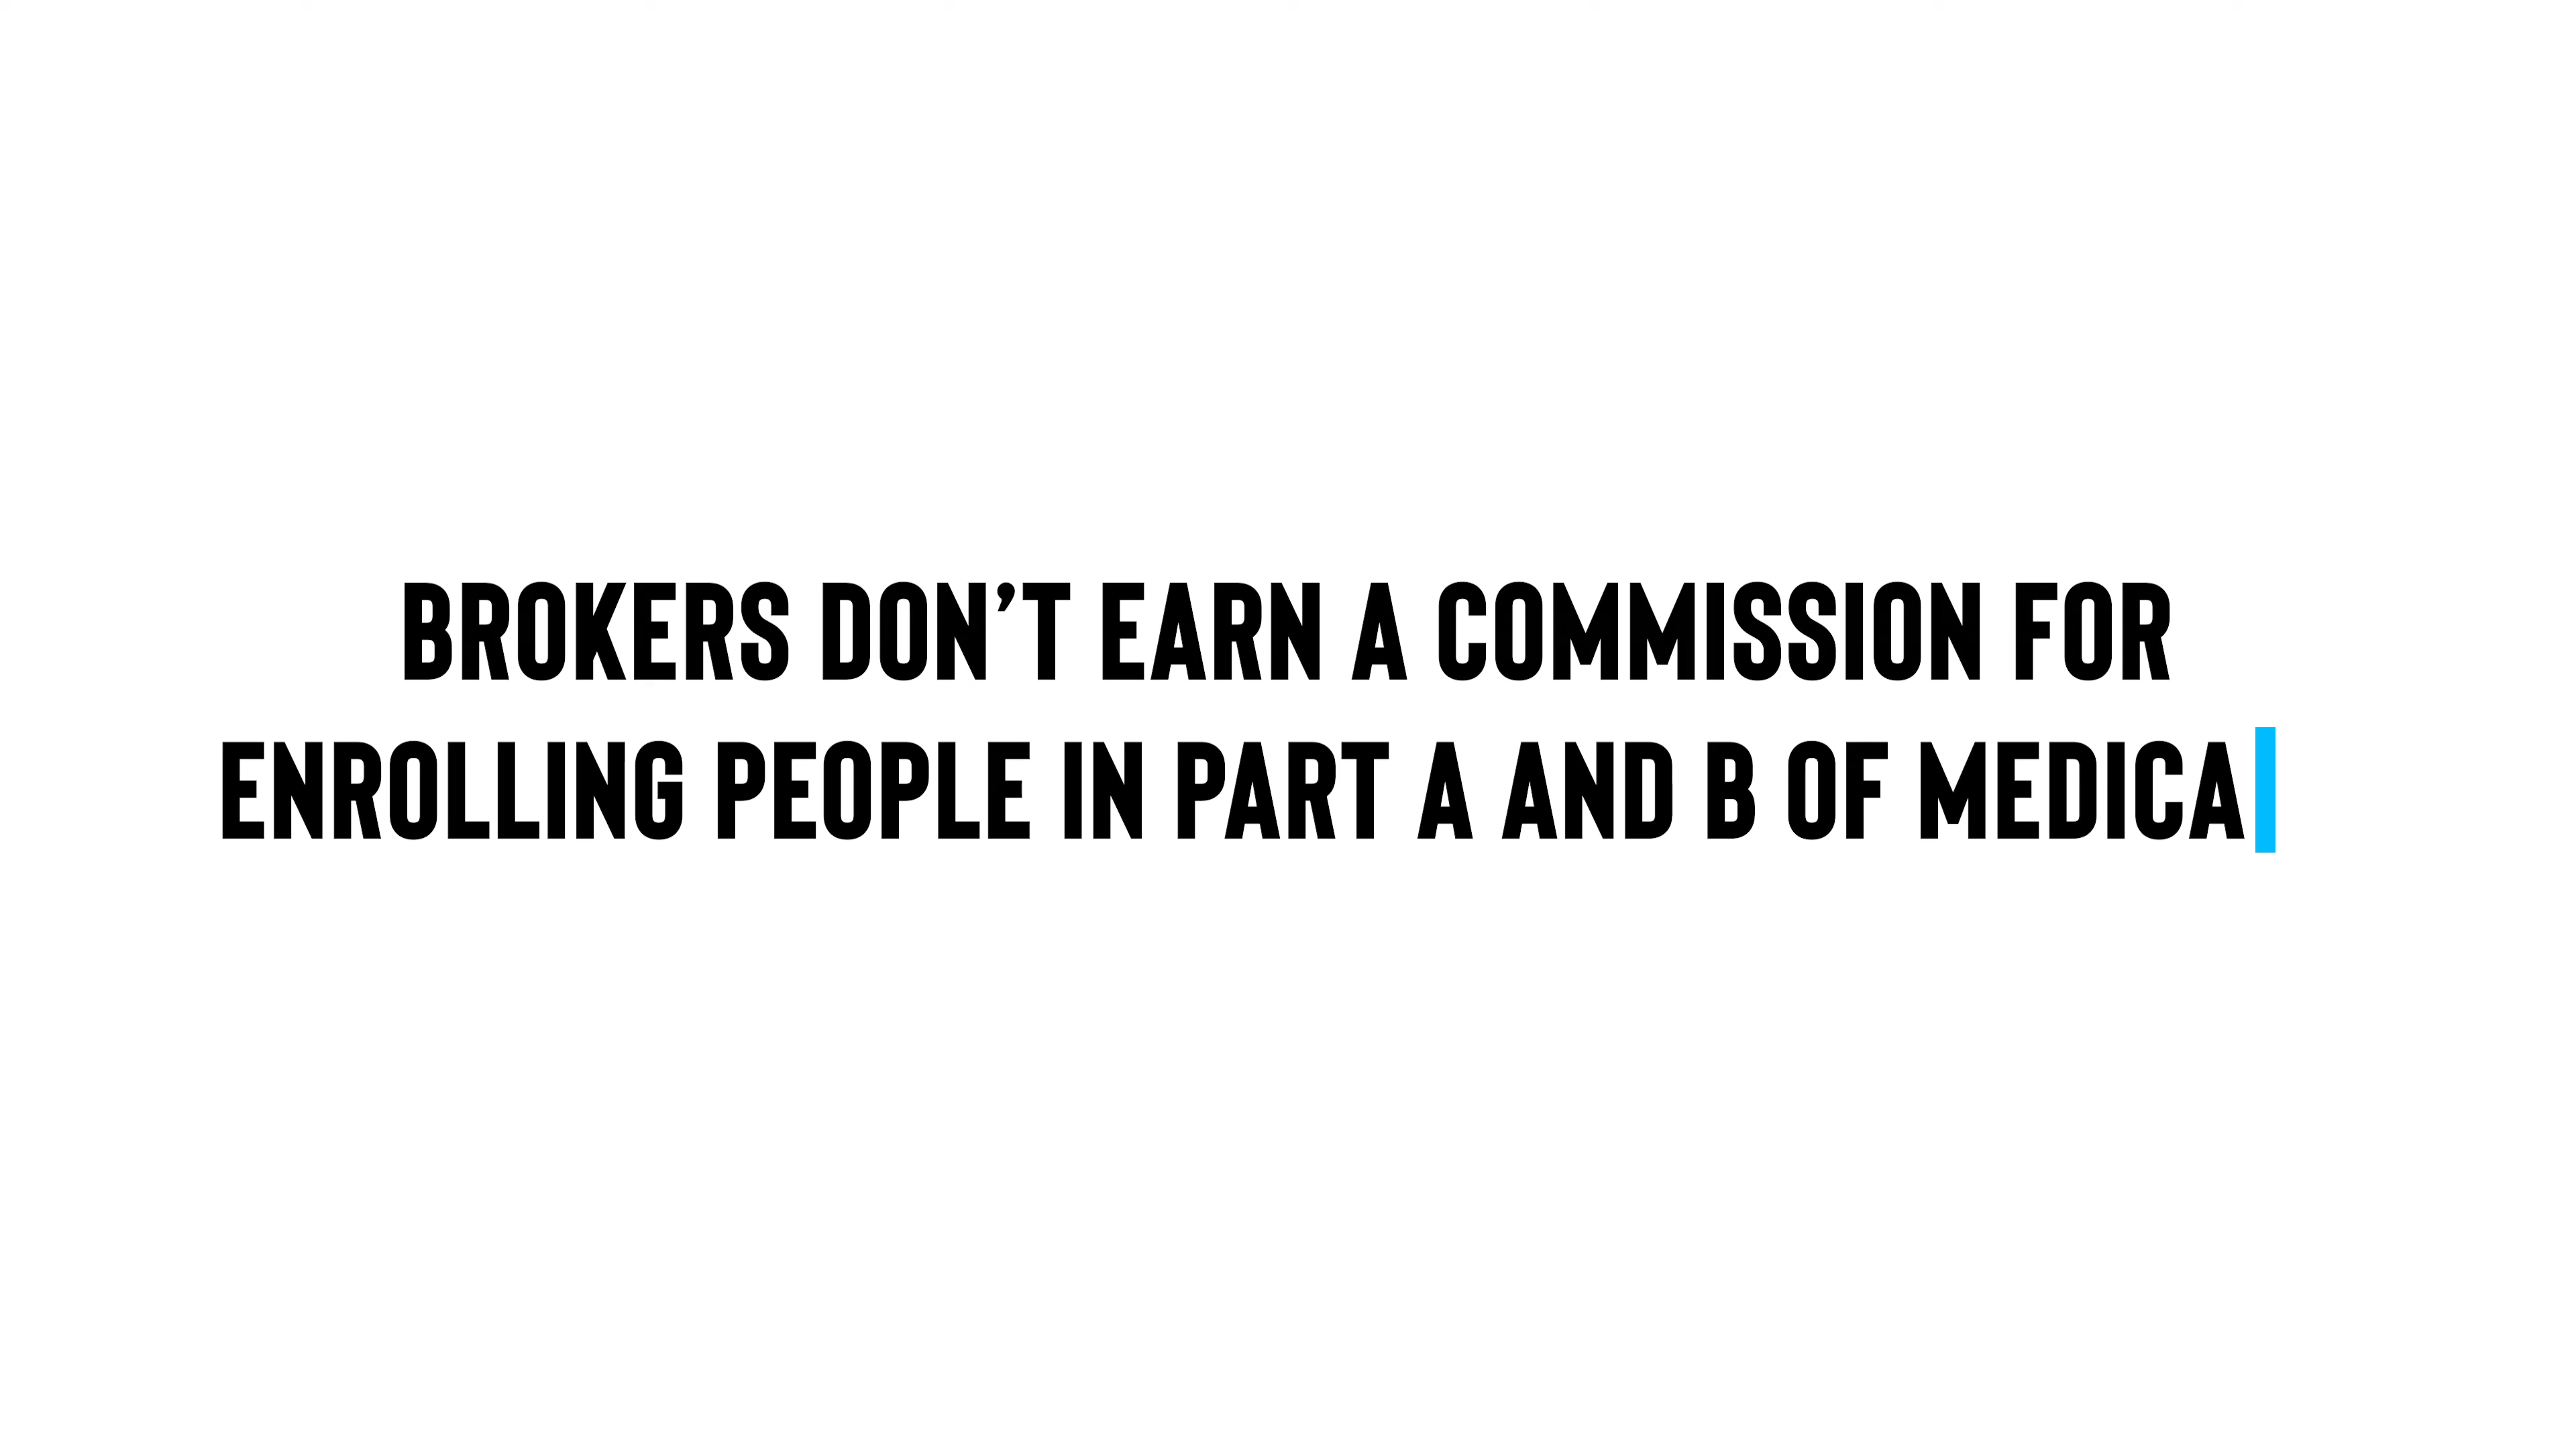 BROKERS DON’T EARN A COMMISSION FOR
ENROLLING PEOPLE IN PART A AND B OF MEDICA